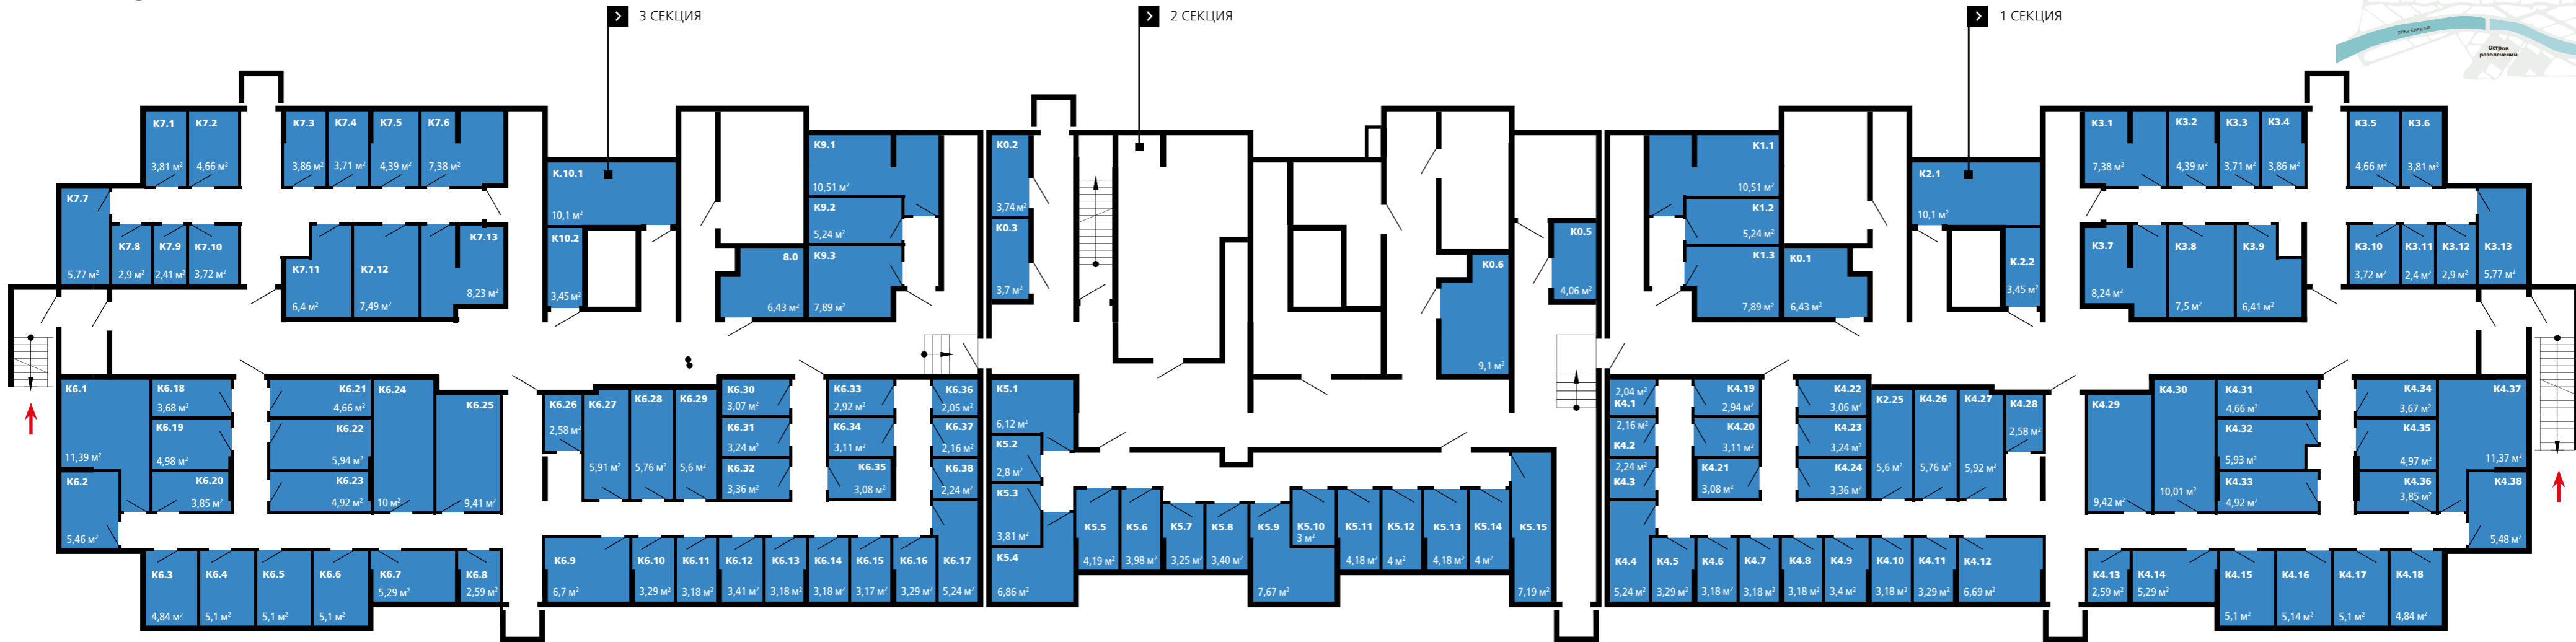 3 СЕКЦИЯ
2 СЕКЦИЯ
1 СЕКЦИЯ
река Клязьма
Остров
развлечений
К7.1
3,81 м²
К7.2
4,66 м²
К7.3
3,86 м²
К7.4
3,71 м²
К7.5
4,39 м²
К7.6
7,38 м²
К7.7
5,77 м²
К7.8
2,9 м²
К7.9
2,41 м²
К7.10
3,72 м²
К7.11
6,4 м²
К7.12
7,49 м²
К7.13
8,23 м²
К.10.1
10,1 м²
К10.2
3,45 м²
8.0
6,43 м²
К9.1
10,51 м²
К9.2
5,24 м²
К9.3
7,89 м²
К0.2
3,74 м²
К0.3
3,7 м²
К0.6
9,1 м²
К0.5
4,06 м²
К1.1
10,51 м²
К1.2
5,24 м²
К1.3
7,89 м²
К0.1
6,43 м²
К2.1
10,1 м²
К.2.2
3,45 м²
К3.1
7,38 м²
К3.2
4,39 м²
К3.3
3,71 м²
К3.4
3,86 м²
К3.5
4,66 м²
К3.6
3,81 м²
К3.7
8,24 м²
К3.8
7,5 м²
К3.9
6,41 м²
К3.10
3,72 м²
К3.11
2,4 м²
К3.12
2,9 м²
К3.13
5,77 м²
К6.1
11,39 м²
К6.2
5,46 м²
К6.18
3,68 м²
К6.19
4,98 м²
К6.20
3,85 м²
К6.21
4,66 м²
К6.22
5,94 м²
К6.23
4,92 м²
К6.24
10 м²
К6.25
9,41 м²
К6.26
2,58 м²
К6.27
5,91 м²
К6.28
5,76 м²
К6.29
5,6 м²
К6.30
3,07 м²
К6.31
3,24 м²
К6.32
3,36 м²
К6.33
2,92 м²
К6.34
3,11 м²
К6.35
3,08 м²
К6.36
2,05 м²
К6.37
2,16 м²
К6.38
2,24 м²
К6.3
4,84 м²
К6.4
5,1 м²
К6.5
5,1 м²
К6.6
5,1 м²
К6.7
5,29 м²
К6.8
2,59 м²
К6.9
6,7 м²
К6.10
3,29 м²
К6.11
3,18 м²
К6.12
3,41 м²
К6.13
3,18 м²
К6.14
3,18 м²
К6.15
3,17 м²
К6.16
3,29 м²
К6.17
5,24 м²
К5.1
6,12 м²
К5.2
2,8 м²
К5.3
3,81 м²
К5.4
6,86 м²
К5.5
4,19 м²
К5.6
3,98 м²
К5.7
3,25 м²
К5.8
3,40 м²
К5.9
7,67 м²
К5.10
3 м²
К5.11
4,18 м²
К5.12
4 м²
К5.13
4,18 м²
К5.14
4 м²
К5.15
7,19 м²
2,04 м²
К4.1
2,16 м²
К4.2
2,24 м²
К4.3
К4.19
2,94 м²
К4.20
3,11 м²
К4.21
3,08 м²
К4.22
3,06 м²
К4.23
3,24 м²
К4.24
3,36 м²
К2.25
5,6 м²
К4.26
5,76 м²
К4.27
5,92 м²
К4.28
2,58 м²
К4.29
9,42 м²
К4.30
10,01 м²
К4.31
4,66 м²
К4.32
5,93 м²
К4.33
4,92 м²
К4.34
3,67 м²
К4.35
4,97 м²
К4.36
3,85 м²
К4.37
11,37 м²
К4.38
5,48 м²
К4.4
5,24 м²
К4.5
3,29 м²
К4.6
3,18 м²
К4.7
3,18 м²
К4.8
3,18 м²
К4.9
3,4 м²
К4.10
3,18 м²
К4.11
3,29 м²
К4.12
6,69 м²
К4.13
2,59 м²
К4.14
5,29 м²
К4.15
5,1 м²
К4.16
5,14 м²
К4.17
5,1 м²
К4.18
4,84 м²